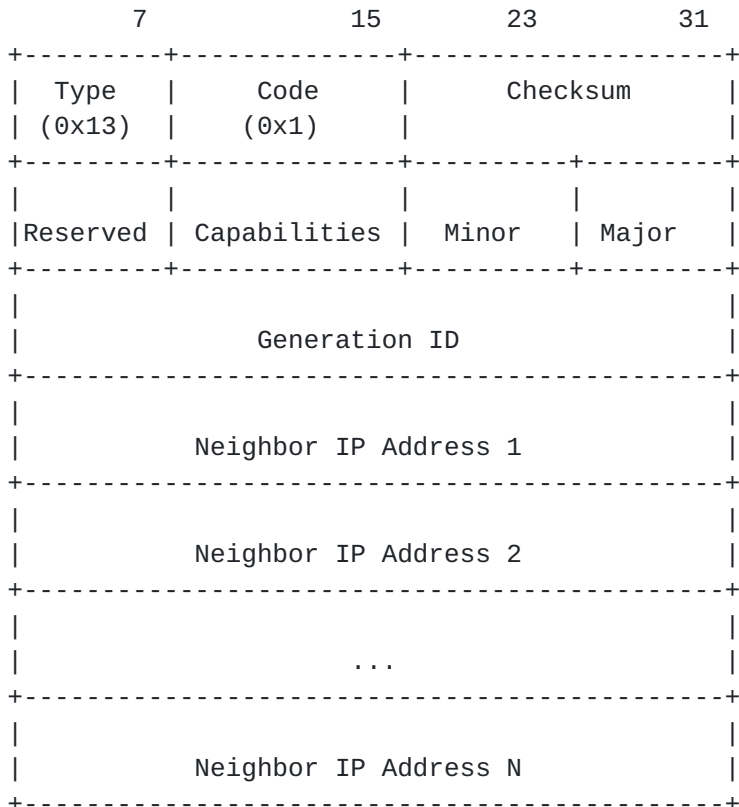 7 15 23 31
+---------+--------------+--------------------+
| Type | Code | Checksum |
| (0x13) | (0x1) | |
+---------+--------------+----------+---------+
| | | | |
|Reserved | Capabilities | Minor | Major |
+---------+--------------+----------+---------+
| |
| Generation ID |
+---------------------------------------------+
| |
| Neighbor IP Address 1 |
+---------------------------------------------+
| |
| Neighbor IP Address 2 |
+---------------------------------------------+
| |
| ... |
+---------------------------------------------+
| |
| Neighbor IP Address N |
+---------------------------------------------+